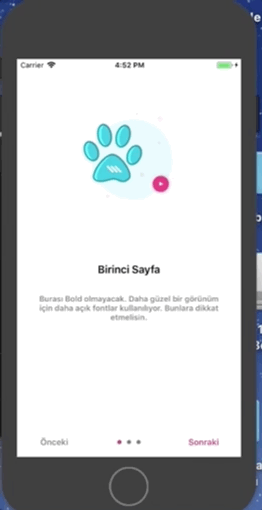 Carrier 4:52 PM
Birinci Sayfa
Burası Bold olmayacak. Daha güzel bir görünüm
için daha açık fontlar kullanılıyor. Bunlara dikkat
etmelisin.
Önceki Sonraki